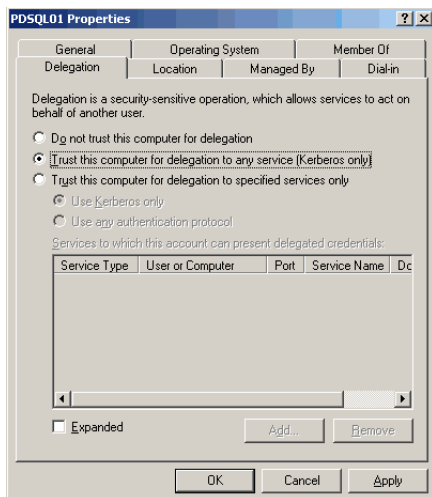 PDSQL01 Properties
General Operating System Member Of
Delegation Location Managed By Dial-in
Delegation is a security-sensitive operation, which allows services to act on
behalf of another user.
Do not trust this computer for delegation
Trust this computer for delegation to any service (Kerberos only)
Trust this computer for delegation to specified services only
Use Kerberos only
Use any authentication protocol
Services to which this account can present delegated credentials:
Service Type User or Computer Port Service Name Dc
Expanded Add... Remove
OK Cancel Apply